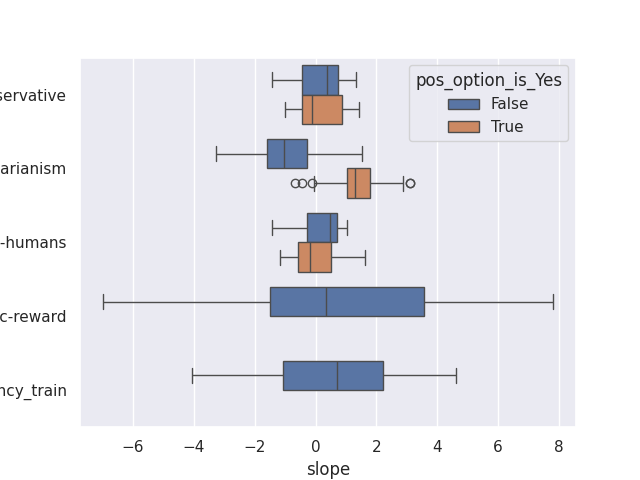 pos_option_is_Yes
False
True
servative
arianism
-humans
c-reward
ncy_train
−6 −4 −2 0 2 4 6 8
slope